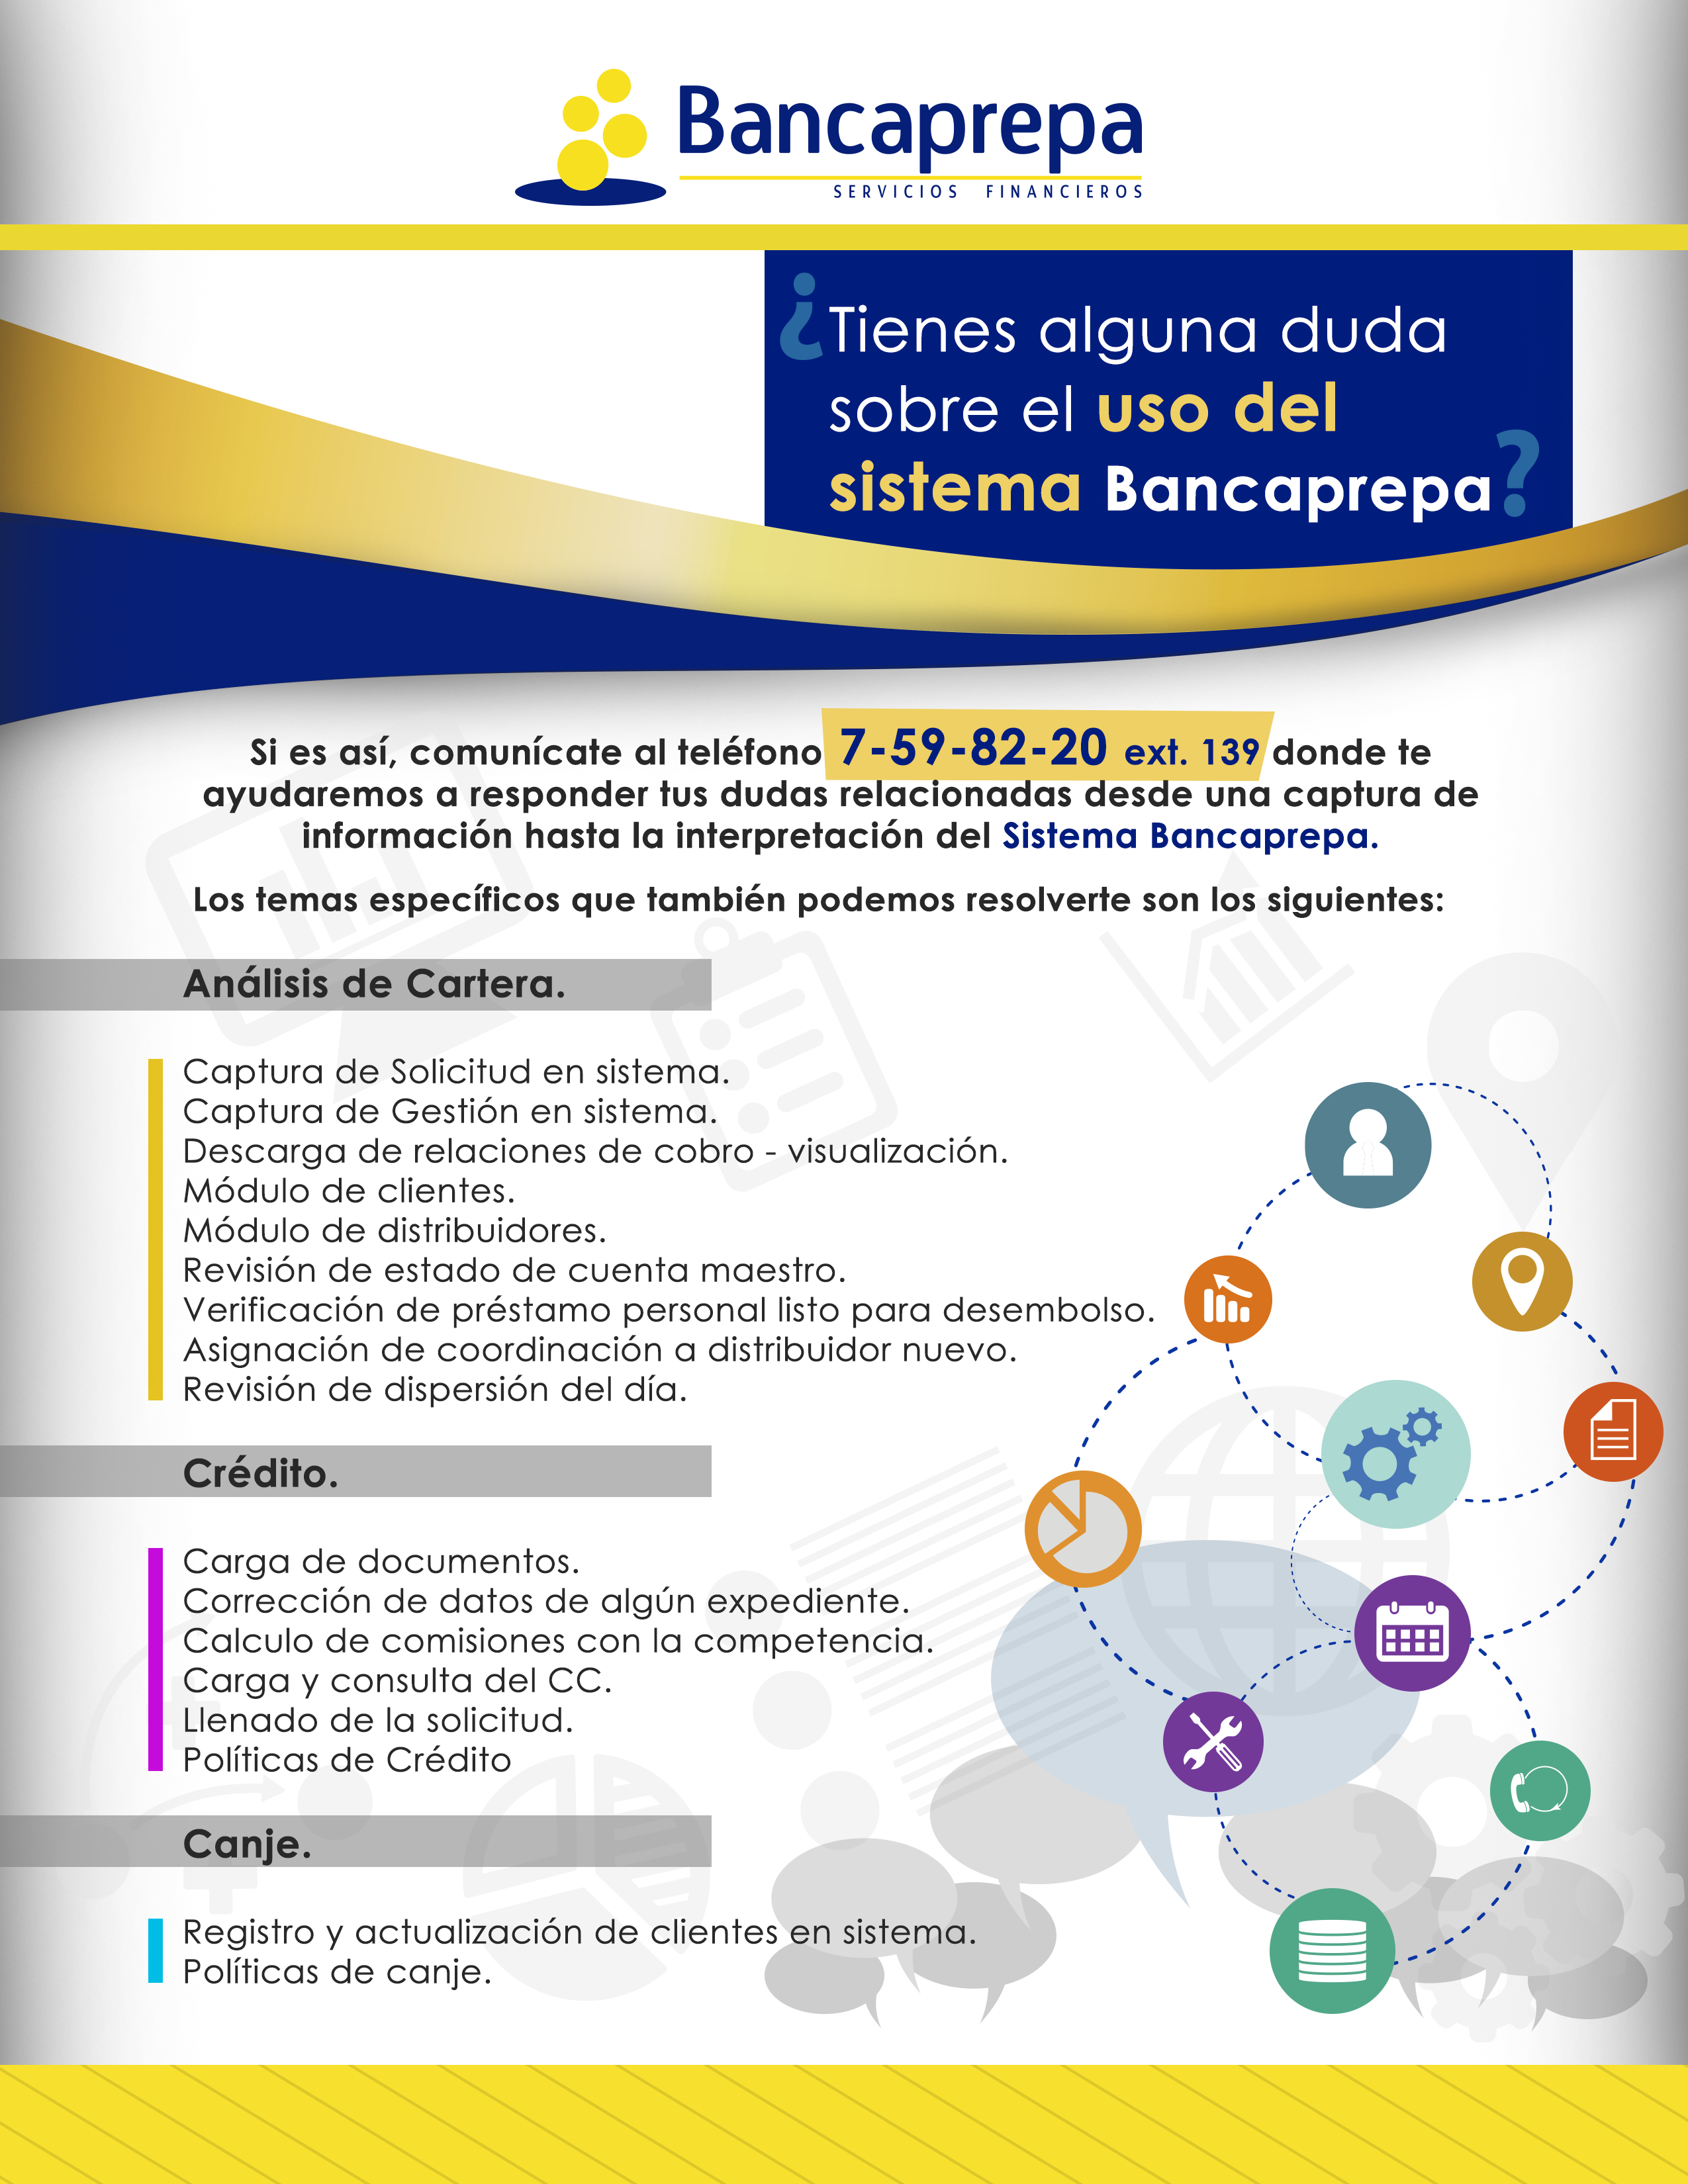 Bancaprepa
SERVICIOS FINANCIEROS
¿Tienes alguna duda
sobre el uso del
sistema Bancaprepa?
Si es así, comunícate al teléfono 7-59-82-20 ext. 139 donde te
ayudaremos a responder tus dudas relacionadas desde una captura de
información hasta la interpretación del Sistema Bancaprepa.
Los temas específicos que también podemos resolverte son los siguientes:
Análisis de Cartera.
Captura de Solicitud en sistema.
Captura de Gestión en sistema.
Descarga de relaciones de cobro - visualización.
Módulo de clientes.
Módulo de distribuidores.
Revisión de estado de cuenta maestro.
Verificación de préstamo personal listo para desembolso.
Asignación de coordinación a distribuidor nuevo.
Revisión de dispersión del día.
Crédito.
Carga de documentos.
Corrección de datos de algún expediente.
Calculo de comisiones con la competencia.
Carga y consulta del CC.
Llenado de la solicitud.
Políticas de Crédito
Canje.
Registro y actualización de clientes en sistema.
Políticas de canje.